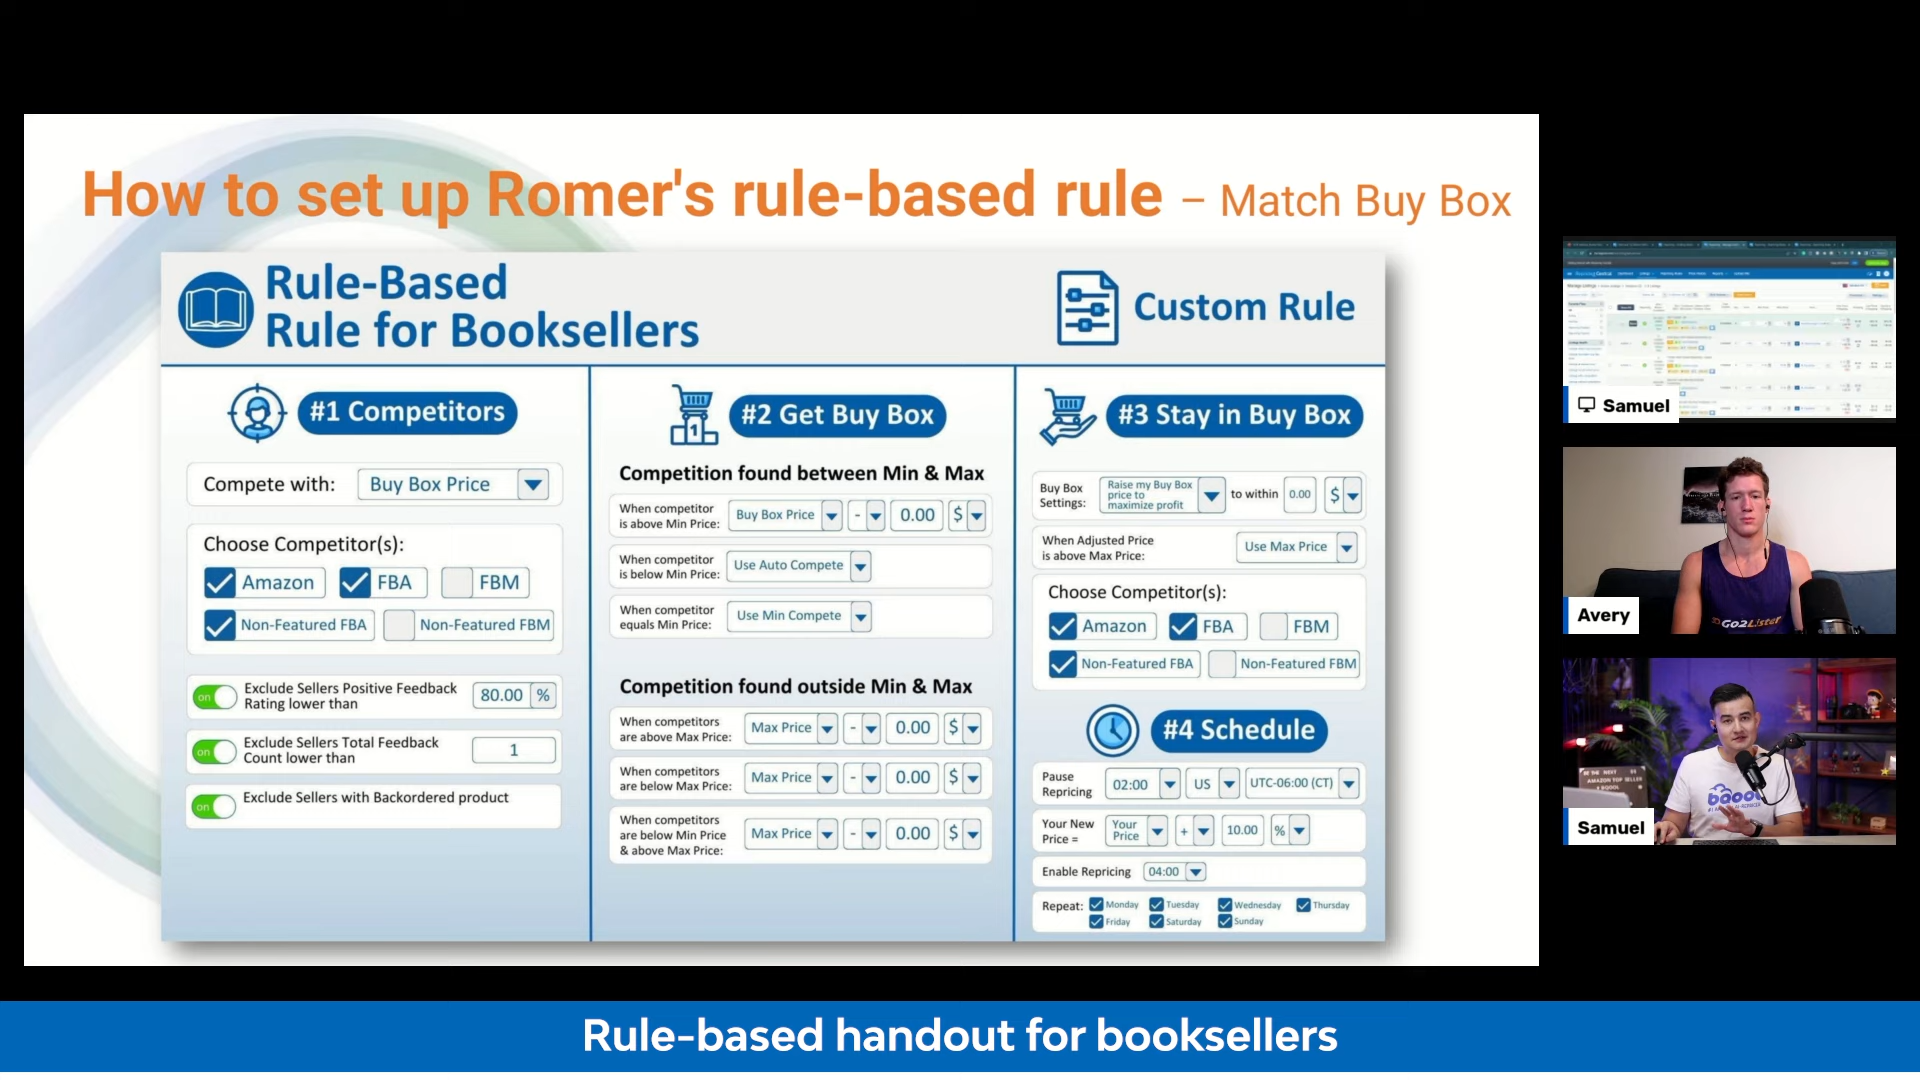 How to set up Romer's rule-based rule – Match Buy Box
Rule-Based
Rule for Booksellers
Custom Rule
#1 Competitors
Compete with: Buy Box Price
Choose Competitor(s):
Amazon FBA FBM
Non-Featured FBA Non-Featured FBM
on Exclude Sellers Positive Feedback
Rating lower than 80.00 %
on Exclude Sellers Total Feedback
Count lower than 1
on Exclude Sellers with Backordered product
#2 Get Buy Box
Competition found between Min & Max
When competitor
is above Min Price: Buy Box Price - 0.00 $
When competitor
is below Min Price: Use Auto Compete
When competitor
equals Min Price: Use Min Compete
Competition found outside Min & Max
When competitors
are above Max Price: Max Price - 0.00 $
When competitors
are below Max Price: Max Price - 0.00 $
When competitors
are below Min Price
& above Max Price: Max Price - 0.00 $
#3 Stay in Buy Box
Buy Box
Settings:
Raise my Buy Box
price to
maximize profit
to within 0.00 $
When Adjusted Price
is above Max Price: Use Max Price
Choose Competitor(s):
Amazon FBA FBM
Non-Featured FBA Non-Featured FBM
#4 Schedule
Pause
Repricing 02:00 US UTC-06:00 (CT)
Your New
Price =
Your
Price
+ 10.00 %
Enable Repricing 04:00
Repeat: Monday Tuesday Wednesday Thursday
Friday Saturday Sunday
Samuel
Go2Lister
Avery
BE THE NEXT
AMAZON TOP SELLER
Samuel
Rule-based handout for booksellers